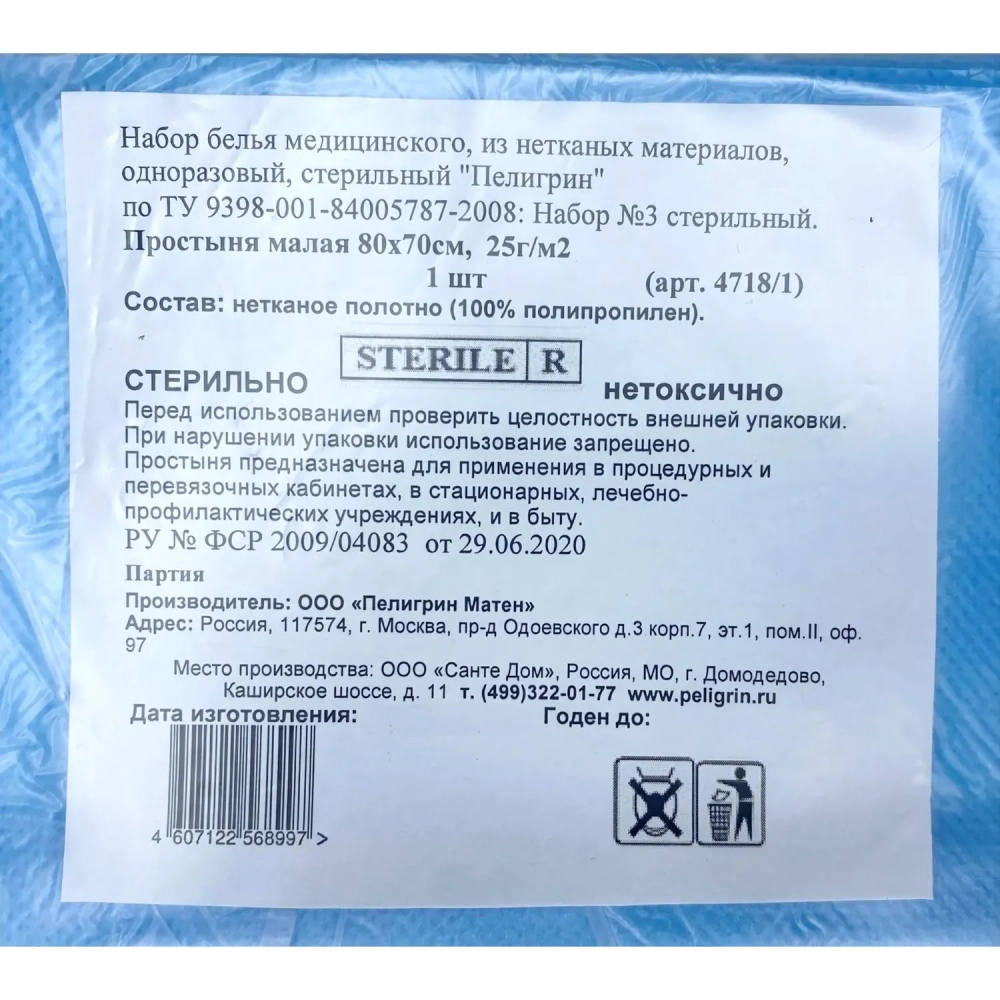 Набор белья медицинского, из нетканых материалов,
одноразовый, стерильный "Пелигрин"
по ТУ 9398-001-84005787-2008: Набор №3 стерильный.
Простыня малая 80х70см, 25г/м2
1 шт (арт. 4718/1)
Состав: нетканое полотно (100% полипропилен).
STERILE R
СТЕРИЛЬНО нетоксично
Перед использованием проверить целостность внешней упаковки.
При нарушении упаковки использование запрещено.
Простыня предназначена для применения в процедурных и
перевязочных кабинетах, в стационарных, лечебно-
профилактических учреждениях, и в быту.
РУ № ФСР 2009/04083 от 29.06.2020
Партия
Производитель: ООО «Пелигрин Матен»
Адрес: Россия, 117574, г. Москва, пр-д Одоевского д.3 корп.7, эт.1, пом.II, оф.
97
Место производства: ООО «Санте Дом», Россия, МО, г. Домодедово,
Каширское шоссе, д. 11 т. (499)322-01-77 www.peligrin.ru
Дата изготовления: Годен до:
4 607122 568997 >